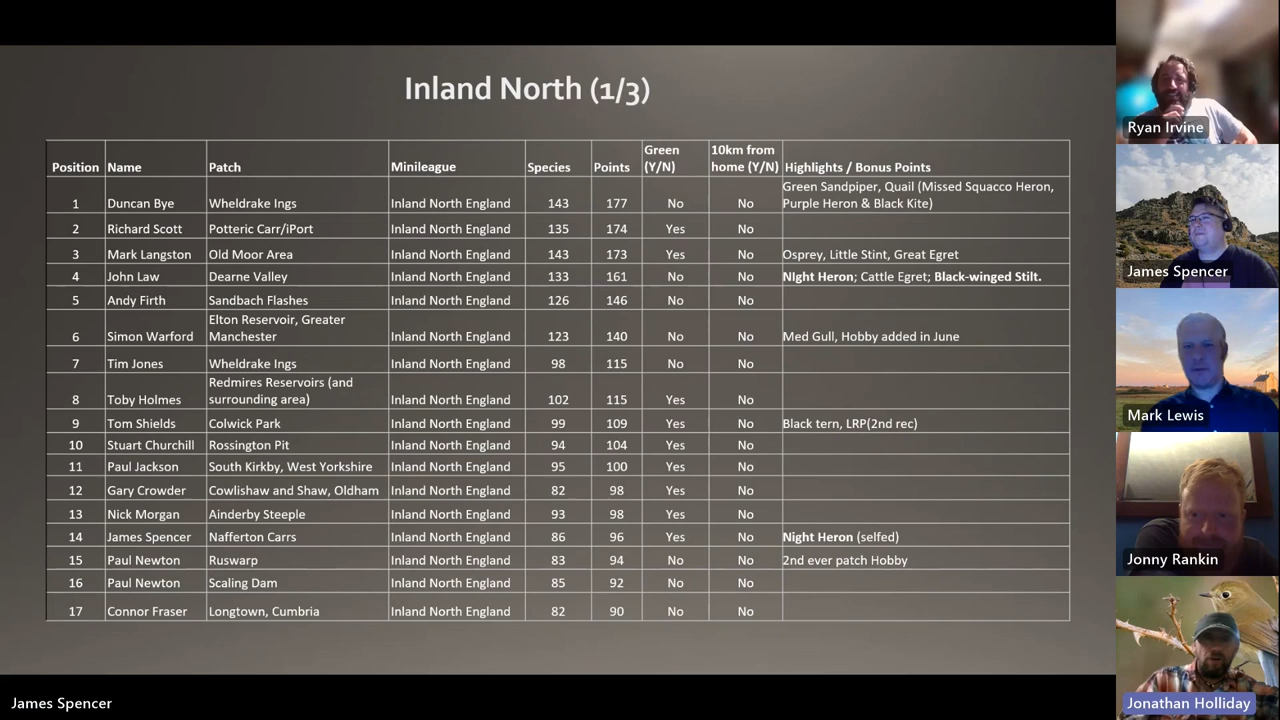 Inland North (1/3)
Position Name Patch Minileague Species Points Green (Y/N) 10km from home (Y/N) Highlights / Bonus Points
1 Duncan Bye Wheldrake Ings Inland North England 143 177 No No Green Sandpiper, Quail (Missed Squacco Heron, Purple Heron & Black Kite)
2 Richard Scott Potteric Carr/iPort Inland North England 135 174 Yes No
3 Mark Langston Old Moor Area Inland North England 143 173 Yes No Osprey, Little Stint, Great Egret
4 John Law Dearne Valley Inland North England 133 161 No No NIght Heron; Cattle Egret; Black-winged Stilt.
5 Andy Firth Sandbach Flashes Inland North England 126 146 No No
6 Simon Warford Elton Reservoir, Greater Manchester Inland North England 123 140 No No Med Gull, Hobby added in June
7 Tim Jones Wheldrake Ings Inland North England 98 115 No No
8 Toby Holmes Redmires Reservoirs (and surrounding area) Inland North England 102 115 Yes No
9 Tom Shields Colwick Park Inland North England 99 109 Yes No Black tern, LRP(2nd rec)
10 Stuart Churchill Rossington Pit Inland North England 94 104 Yes No
11 Paul Jackson South Kirkby, West Yorkshire Inland North England 95 100 Yes No
12 Gary Crowder Cowlishaw and Shaw, Oldham Inland North England 82 98 Yes No
13 Nick Morgan Ainderby Steeple Inland North England 93 98 Yes No
14 James Spencer Nafferton Carrs Inland North England 86 96 Yes No Night Heron (selfed)
15 Paul Newton Ruswarp Inland North England 83 94 No No 2nd ever patch Hobby
16 Paul Newton Scaling Dam Inland North England 85 92 No No
17 Connor Fraser Longtown, Cumbria Inland North England 82 90 No No
James Spencer
Ryan Irvine
James Spencer
Mark Lewis
Jonny Rankin
Jonathan Holliday